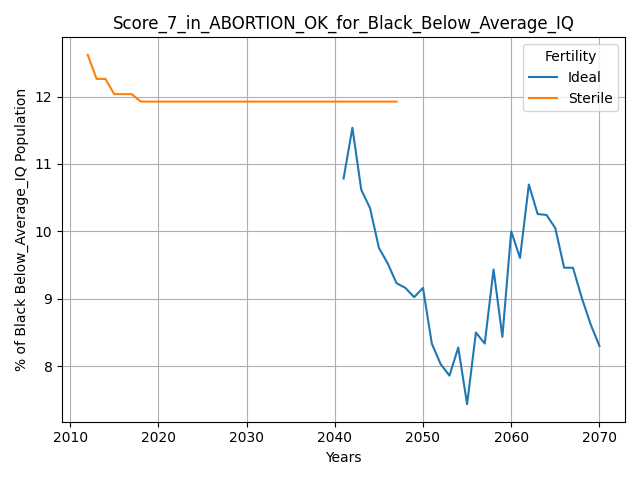 Score_7_in_ABORTION_OK_for_Black_Below_Average_IQ
Fertility
Ideal
Sterile
% of Black Below_Average_IQ Population
12
11
10
9
8
2010 2020 2030 2040 2050 2060 2070
Years